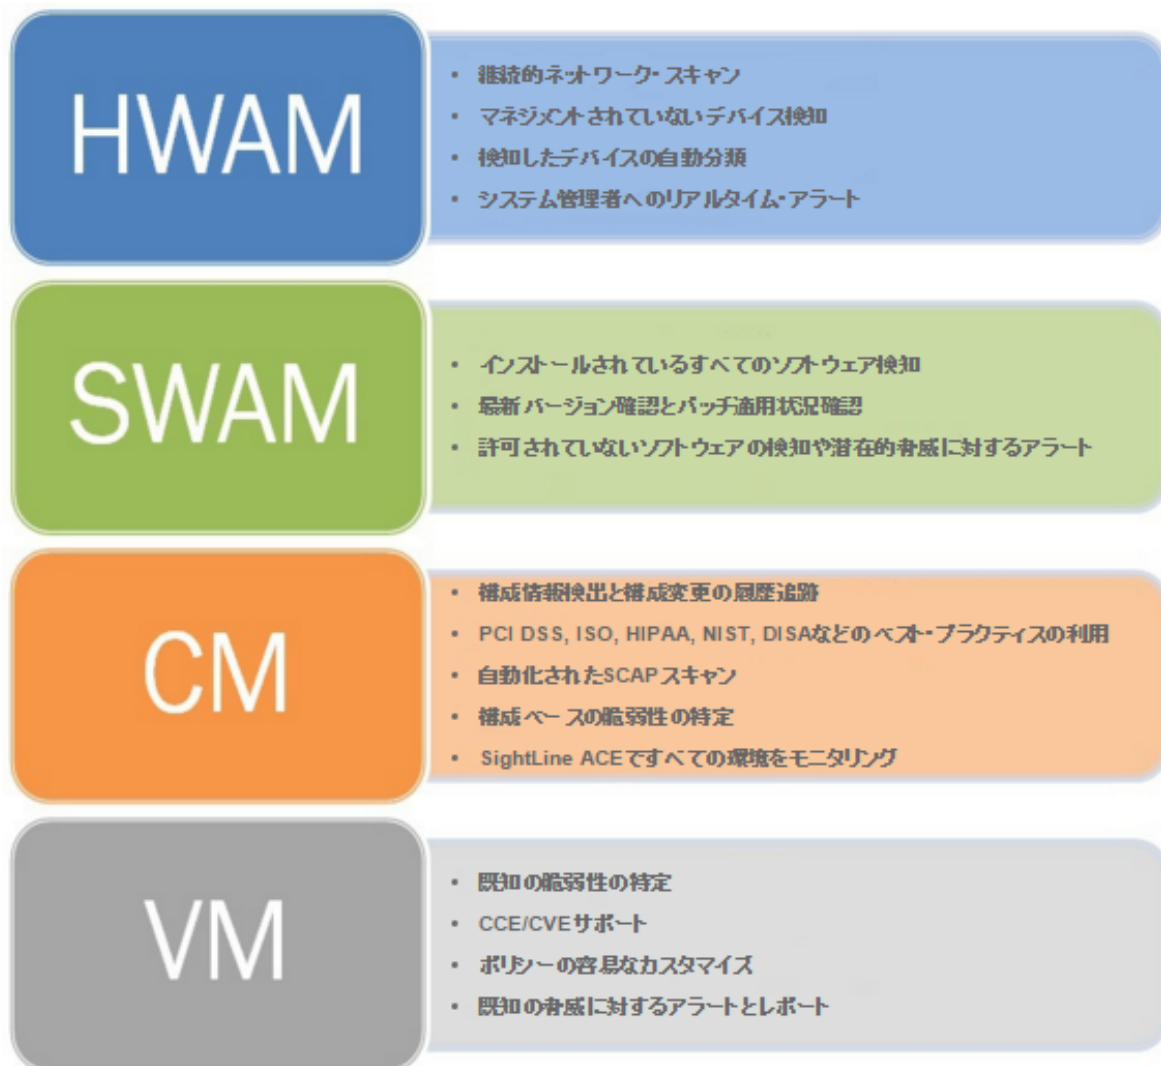 HWAM
・ 継続的ネットワーク・スキャン
・ マネジメントされていないデバイス検知
・ 検知したデバイスの自動分類
・ システム管理者へのリアルタイム・アラート
SWAM
・ インストールされているすべてのソフトウェア検知
・ 最新バージョン確認とパッチ適用状況確認
・ 許可されていないソフトウェアの検知や潜在的脅威に対するアラート
CM
・ 構成情報検出と構成変更の履歴追跡
・ PCI DSS, ISO, HIPAA, NIST, DISAなどのベスト・プラクティスの利用
・ 自動化されたSCAPスキャン
・ 構成ベースの脆弱性の特定
・ SightLine ACEですべての環境をモニタリング
VM
・ 既知の脆弱性の特定
・ CCE/CVEサポート
・ ポリシーの容易なカスタマイズ
・ 既知の脅威に対するアラートとレポート